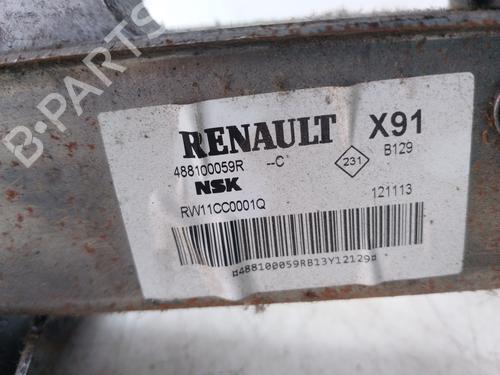 B-PARTS
RENAULT X91
488100059R --C 231 B129
NSK
RW11CC0001Q 121113
#488100059RB13Y12129#